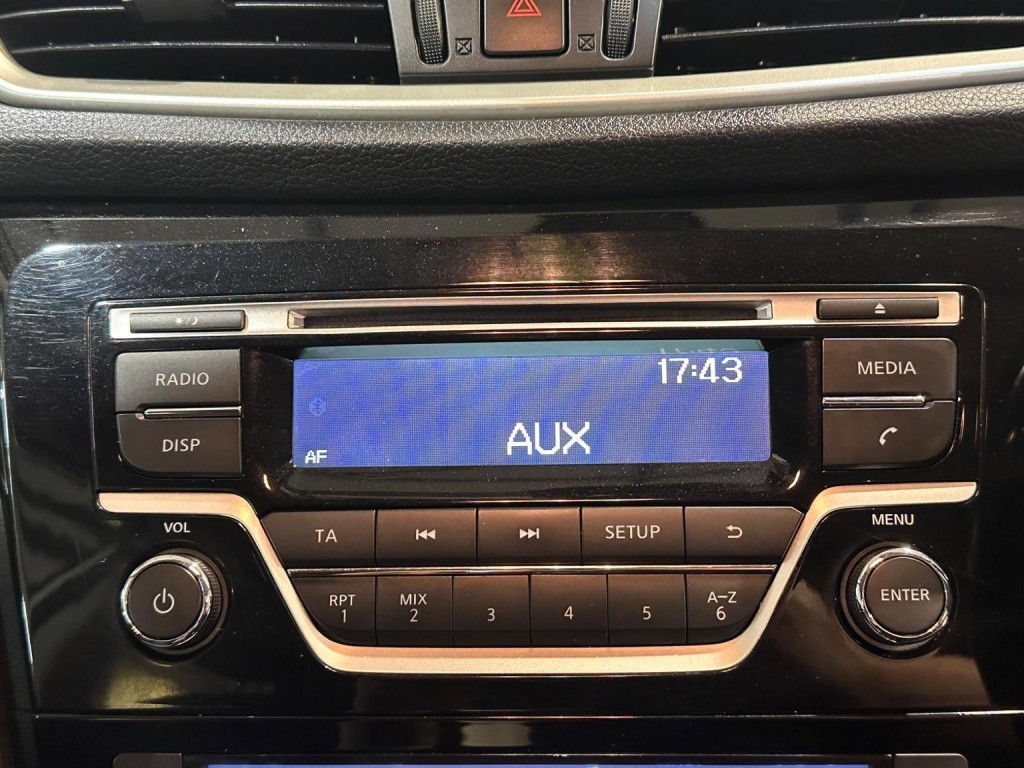 RADIO
DISP
17:43
AUX
AF
MEDIA
VOL
TA
SETUP
MENU
RPT
1
MIX
2
3
4
5
A–Z
6
ENTER